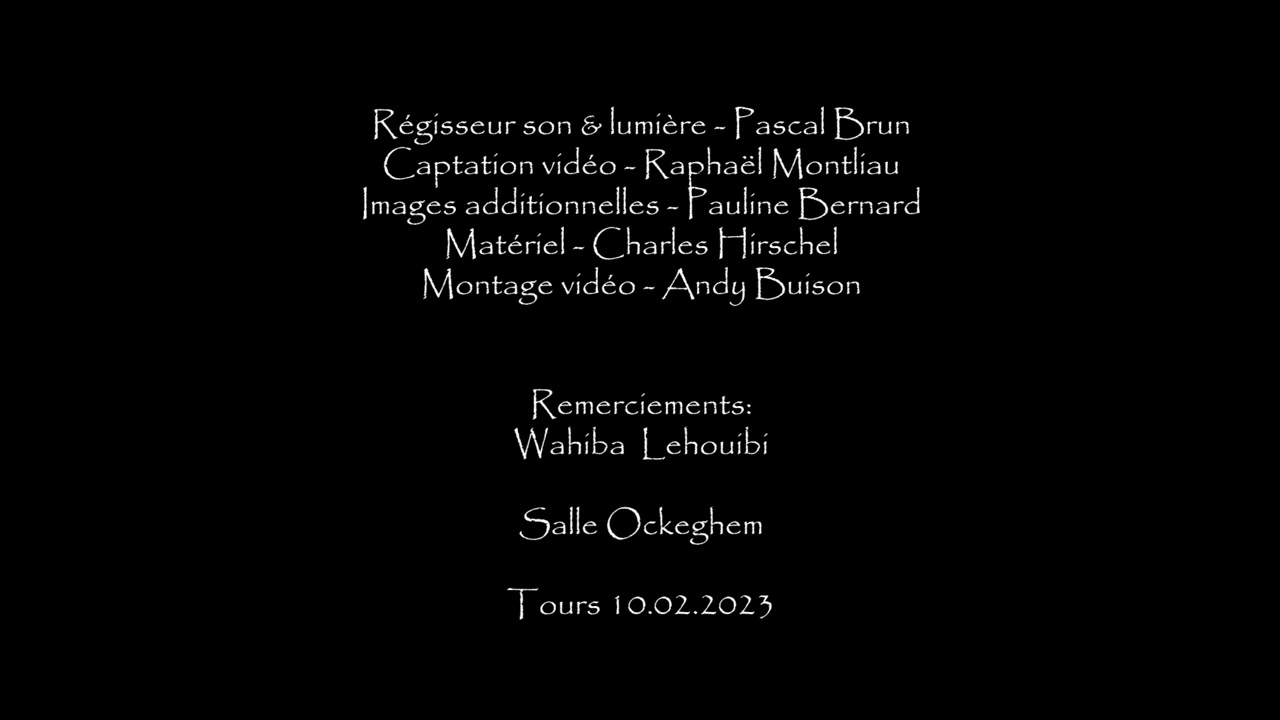 Régisseur son & lumière - Pascal Brun
Captation vidéo - Raphaël Montliau
Images additionnelles - Pauline Bernard
Matériel - Charles Hirschel
Montage vidéo - Andy Buison
Remerciements:
Wahiba Lehouibi
Salle Ockeghem
Tours 10.02.2023